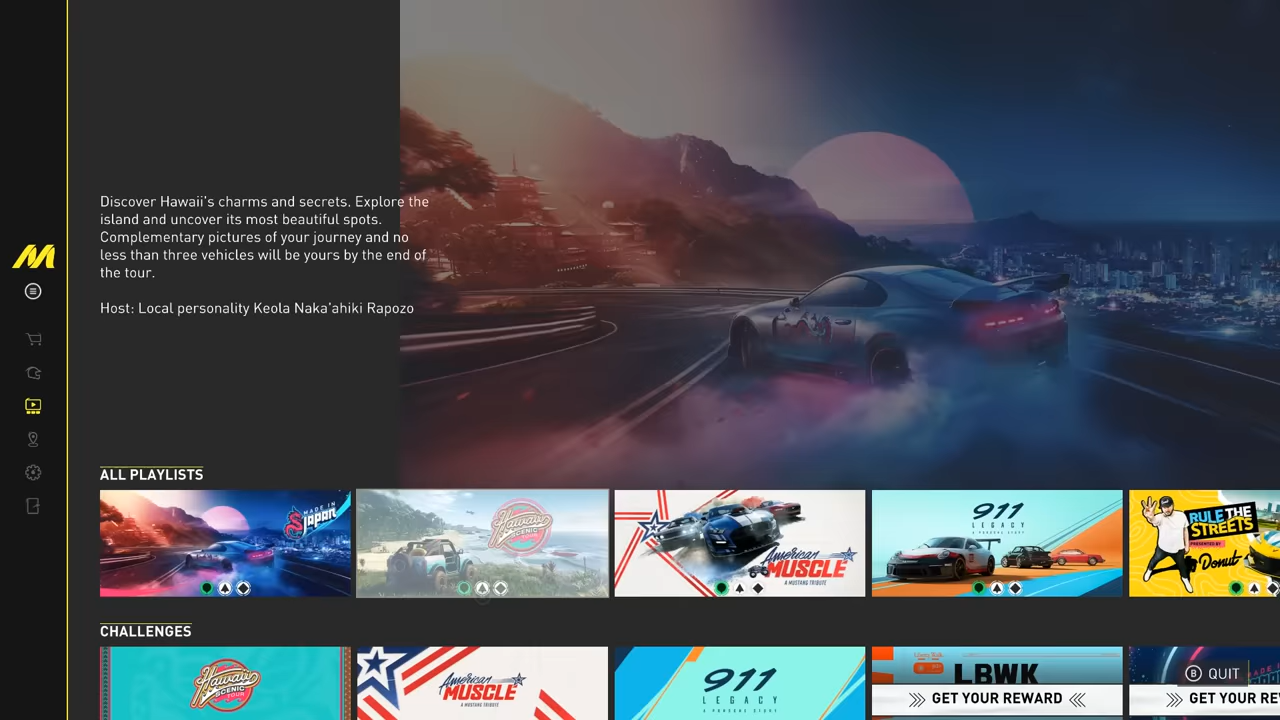 Discover Hawaii's charms and secrets. Explore the
island and uncover its most beautiful spots.
Complementary pictures of your journey and no
less than three vehicles will be yours by the end of
the tour.
Host: Local personality Keola Naka'ahiki Rapozo
ALL PLAYLISTS
MADE IN
Japan
Hawaii
SCENIC
American
MUSCLE
A MUSTANG TRIBUTE
911
LEGACY
A PORSCHE STORY
RULE THE
STREETS
PRESENTED BY
Donut
CHALLENGES
Hawaii
SCENIC
TOUR
American
MUSCLE
A MUSTANG TRIBUTE
911
LEGACY
A PORSCHE STORY
LBWK
GET YOUR REWARD
B QUIT
GET YOUR RE